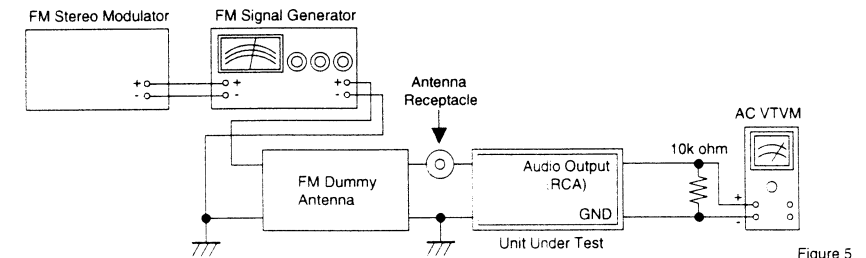 FM Stereo Modulator
FM Signal Generator
+
-
+
-
+
-
Antenna
Receptacle
AC VTVM
10k ohm
FM Dummy
Antenna
Audio Output
:RCA)
GND
+
-
Unit Under Test
Figure 5